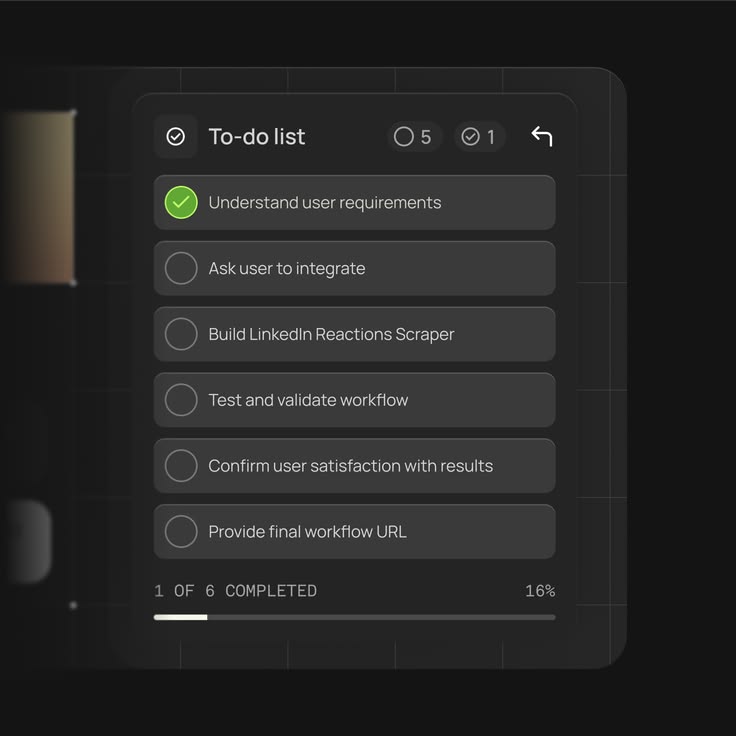 To-do list 5 1
Understand user requirements
Ask user to integrate
Build LinkedIn Reactions Scraper
Test and validate workflow
Confirm user satisfaction with results
Provide final workflow URL
1 OF 6 COMPLETED 16%